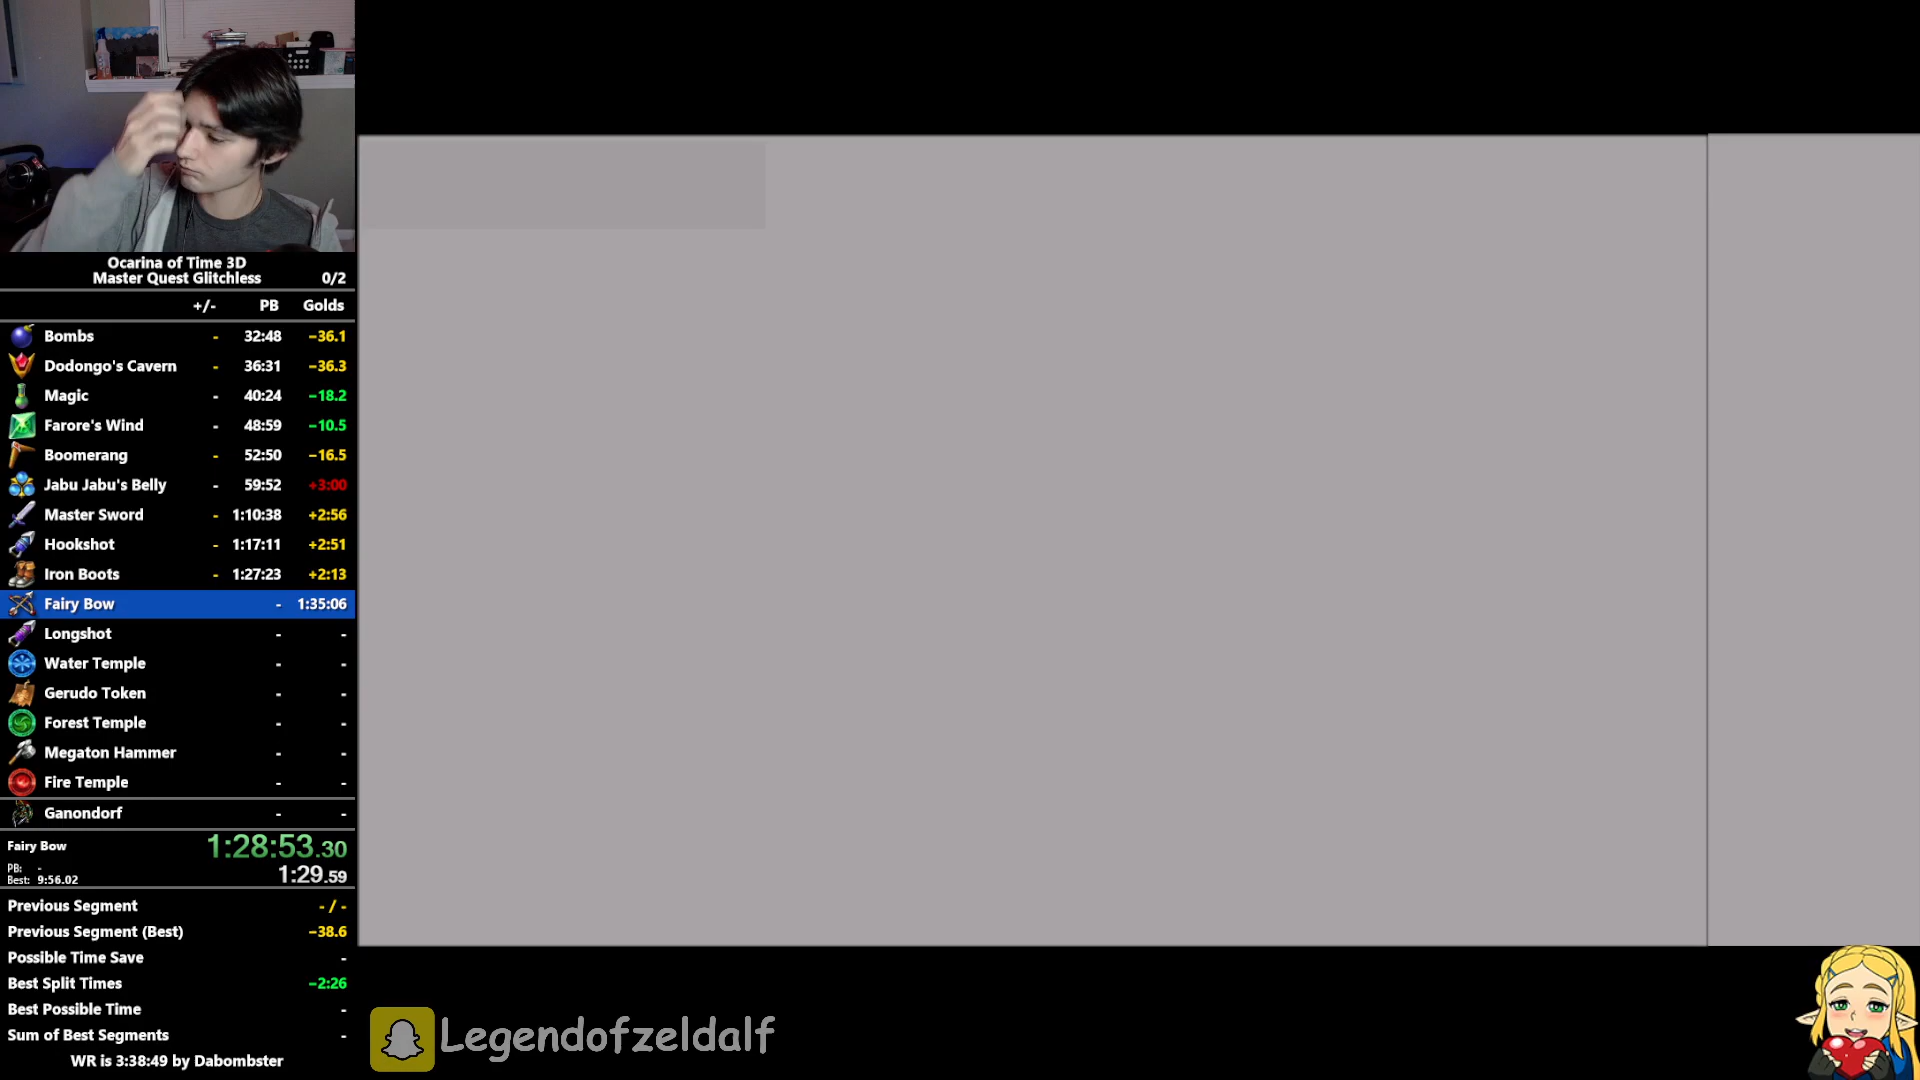 Ocarina of Time 3D
Master Quest Glitchless 0/2
+/- PB Golds
Bombs - 32:48 −36.1
Dodongo's Cavern - 36:31 −36.3
Magic - 40:24 −18.2
Farore's Wind - 48:59 −10.5
Boomerang - 52:50 −16.5
Jabu Jabu's Belly - 59:52 +3:00
Master Sword - 1:10:38 +2:56
Hookshot - 1:17:11 +2:51
Iron Boots - 1:27:23 +2:13
Fairy Bow - 1:35:06
Longshot - -
Water Temple - -
Gerudo Token - -
Forest Temple - -
Megaton Hammer - -
Fire Temple - -
Ganondorf - -
Fairy Bow 1:28:53.30
PB: - 1:29.59
Best: 9:56.02
Previous Segment - / -
Previous Segment (Best) −38.6
Possible Time Save -
Best Split Times −2:26
Best Possible Time -
Sum of Best Segments -
WR is 3:38:49 by Dabombster
Legendofzeldalf